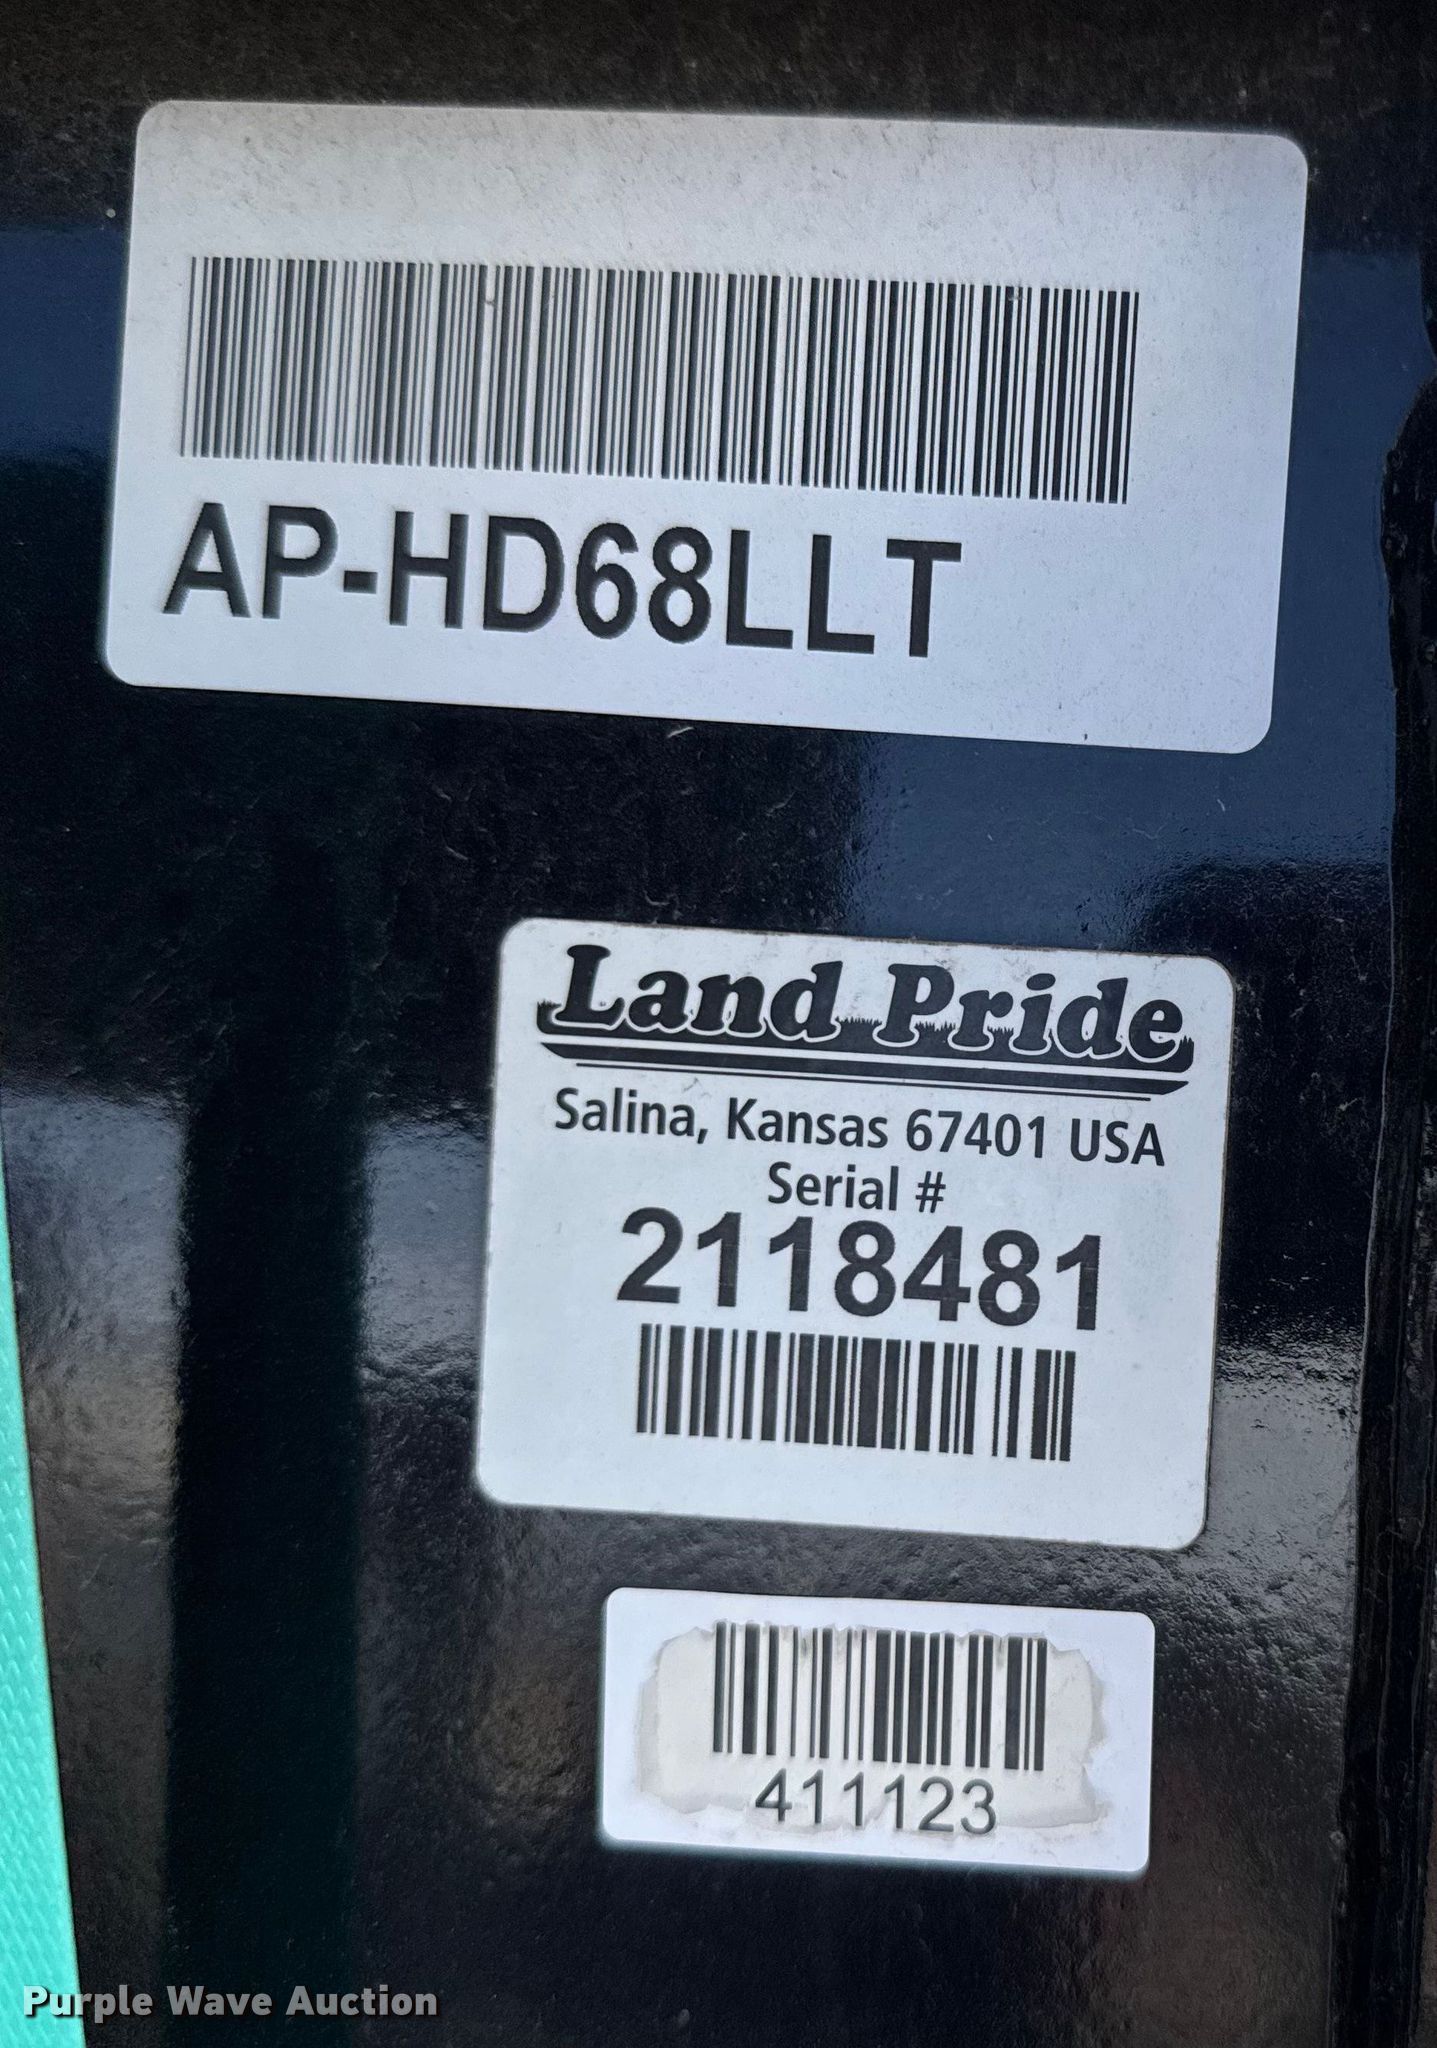 AP-HD68LLT
Land Pride
Salina, Kansas 67401 USA
Serial #
2118481
411123
Purple Wave Auction